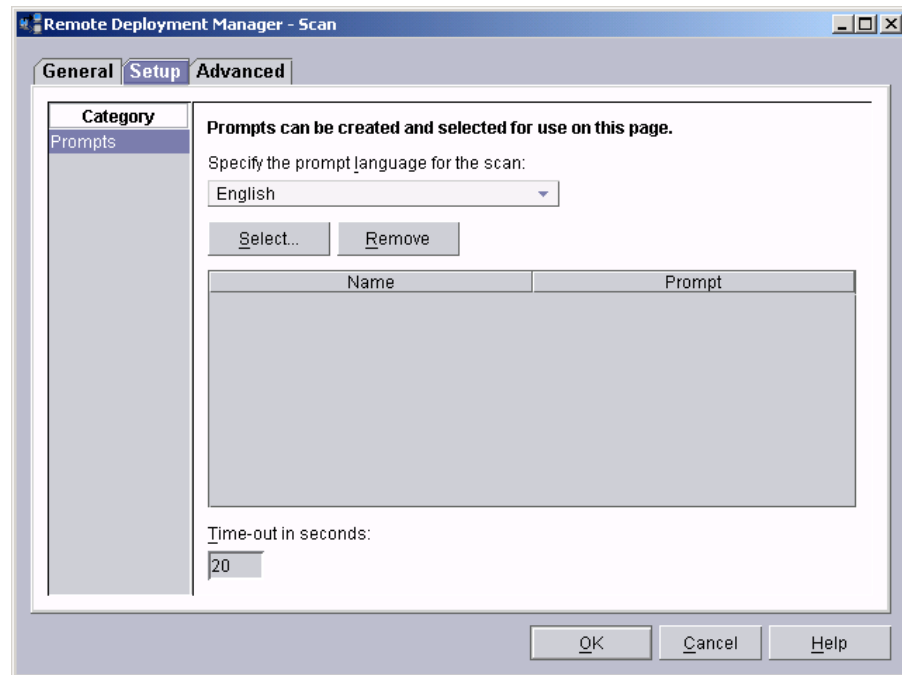 Remote Deployment Manager - Scan
General Setup Advanced
Category
Prompts
Prompts can be created and selected for use on this page.
Specify the prompt language for the scan:
English
Select... Remove
Name Prompt
Time-out in seconds:
20
OK Cancel Help